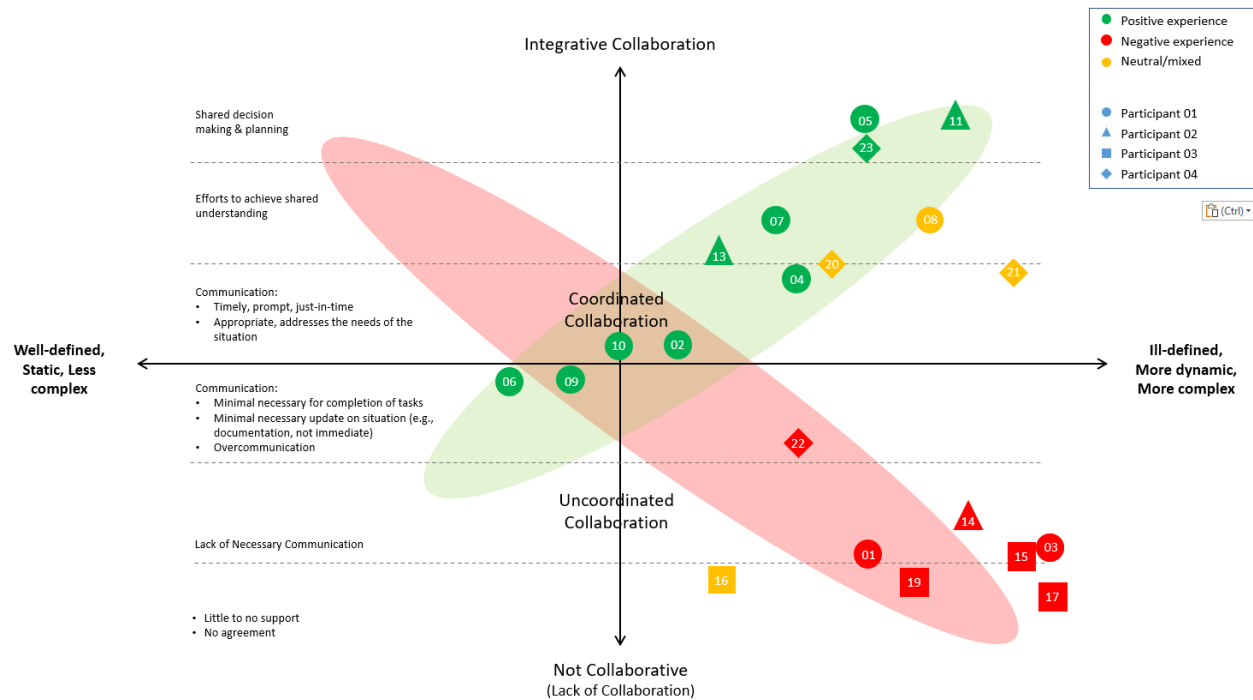 Integrative Collaboration
Positive experience
Negative experience
Neutral/mixed
Participant 01
Participant 02
Participant 03
Participant 04
(Ctrl)
Shared decision
making & planning
05
11
23
Efforts to achieve shared
understanding
07
08
13
20
21
04
Communication:
• Timely, prompt, just-in-time
• Appropriate, addresses the needs of the
situation
Coordinated
Collaboration
10
02
Well-defined,
Static, Less
complex
Ill-defined,
More dynamic,
More complex
06
09
Communication:
• Minimal necessary for completion of tasks
• Minimal necessary update on situation (e.g.,
documentation, not immediate)
• Overcommunication
22
Uncoordinated
Collaboration
14
Lack of Necessary Communication
01
15
03
16
19
17
• Little to no support
• No agreement
Not Collaborative
(Lack of Collaboration)